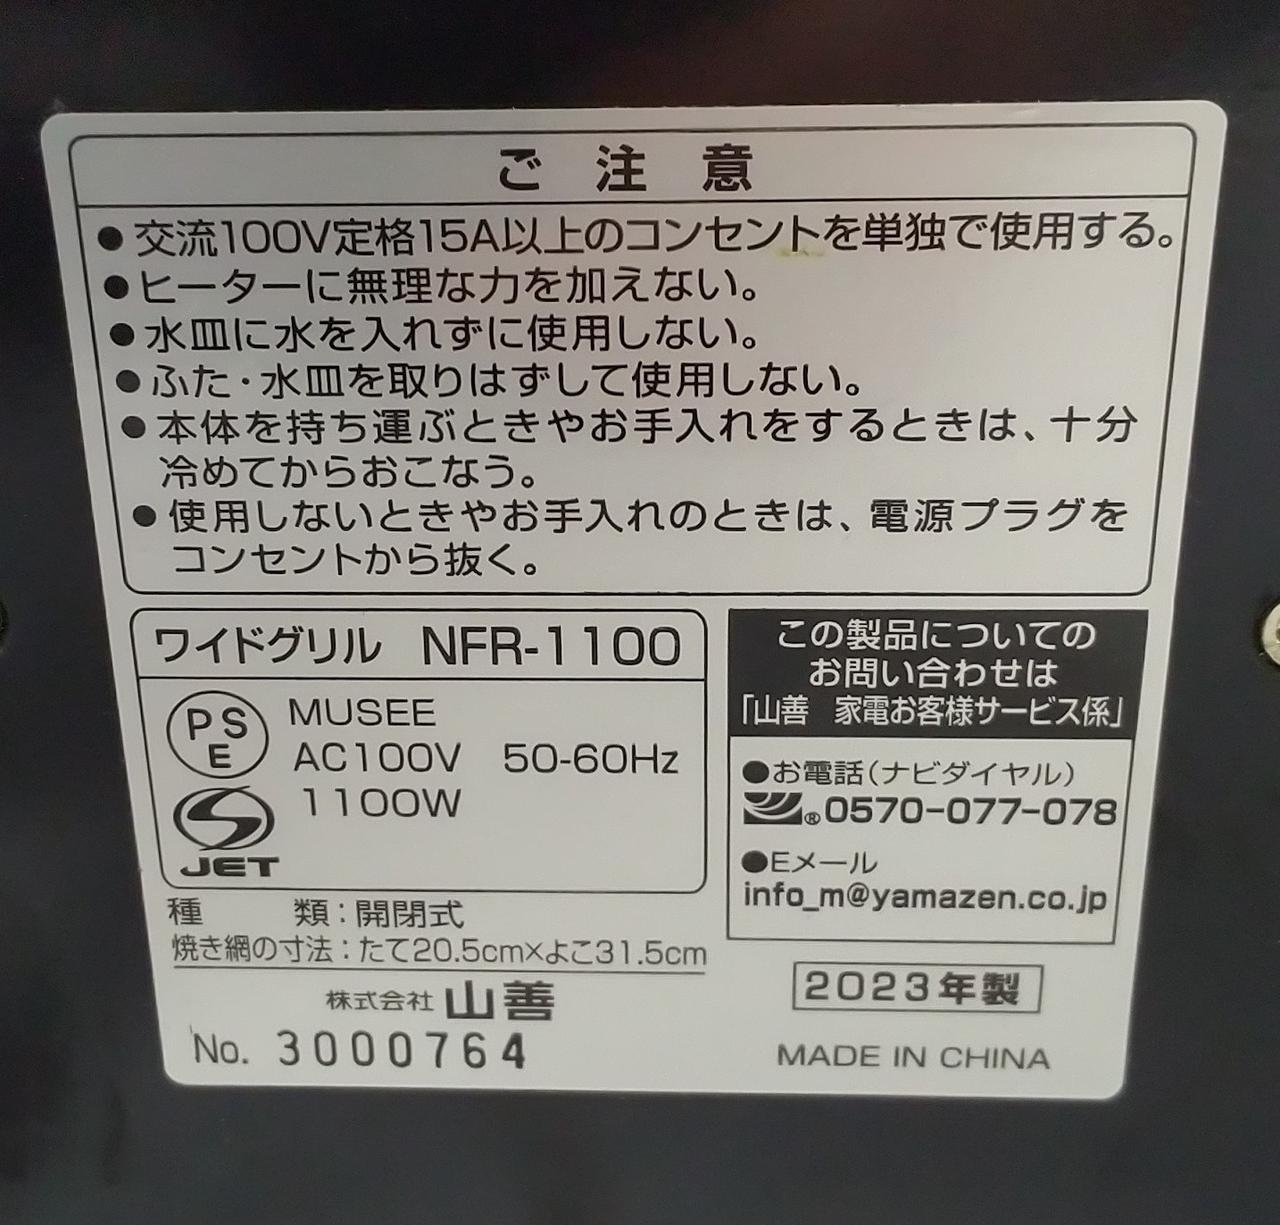 ご注意
●交流100V定格15A以上のコンセントを単独で使用する。
●ヒーターに無理な力を加えない。
●水皿に水を入れずに使用しない。
●ふた・水皿を取りはずして使用しない。
●本体を持ち運ぶときやお手入れをするときは、十分
冷めてからおこなう。
●使用しないときやお手入れのときは、電源プラグを
コンセントから抜く。
ワイドグリル NFR-1100
PSE
MUSEE
AC100V 50-60Hz
1100W
JET
種 類:開閉式
焼き網の寸法:たて20.5cm×よこ31.5cm
株式会社 山善
No. 3000764
この製品についての
お問い合わせは
「山善 家電お客様サービス係」
●お電話(ナビダイヤル)
®0570-077-078
●Eメール
info_m@yamazen.co.jp
2023年製
MADE IN CHINA